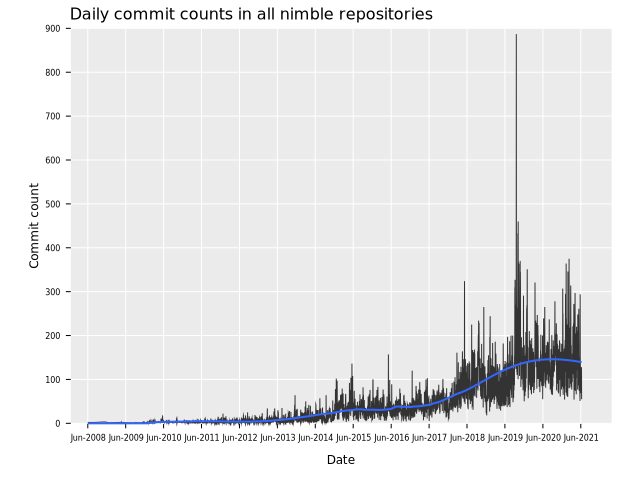 Daily commit counts in all nimble repositories
900
800
700
600
500
400
300
200
100
0
Commit count
Jun-2008 Jun-2009 Jun-2010 Jun-2011 Jun-2012 Jun-2013 Jun-2014 Jun-2015 Jun-2016 Jun-2017 Jun-2018 Jun-2019 Jun-2020 Jun-2021
Date